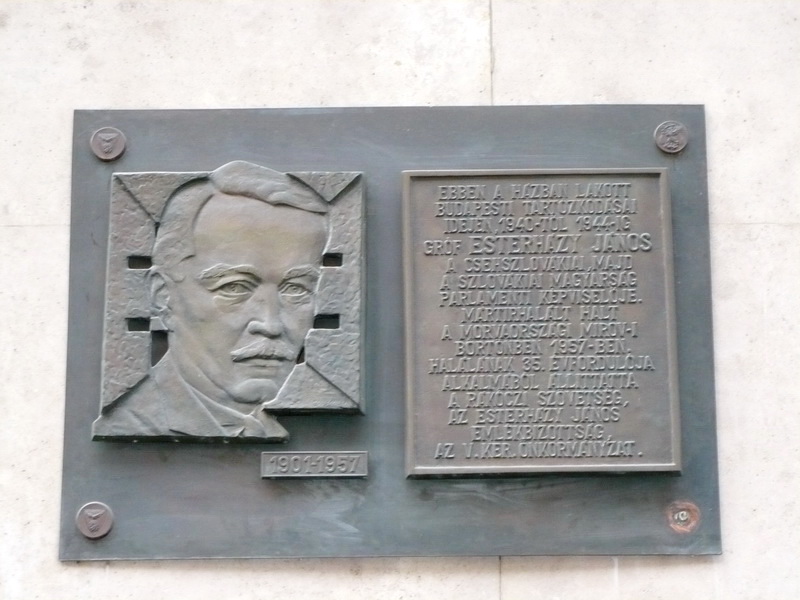 EBBEN A HÁZBAN LAKOTT
BUDAPESTI TARTÓZKODÁSAI
IDEJÉN 1940-TŐL 1944-IG
GRÓF ESTERHÁZY JÁNOS
A CSEHSZLOVÁKIAI, MAJD
A SZLOVÁKIAI MAGYARSÁG
PARLAMENTI KÉPVISELŐJE.
MÁRTÍRHALÁLT HALT
A MORVAORSZÁGI MIROV-I
BÖRTÖNBEN 1957-BEN.
HALÁLÁNAK 35. ÉVFORDULÓJA
ALKALMÁBÓL ÁLLÍTTATTA
A RÁKÓCZI SZÖVETSÉG,
AZ ESTERHÁZY JÁNOS
EMLÉKBIZOTTSÁG,
AZ V. KER. ÖNKORMÁNYZAT.
1901-1957